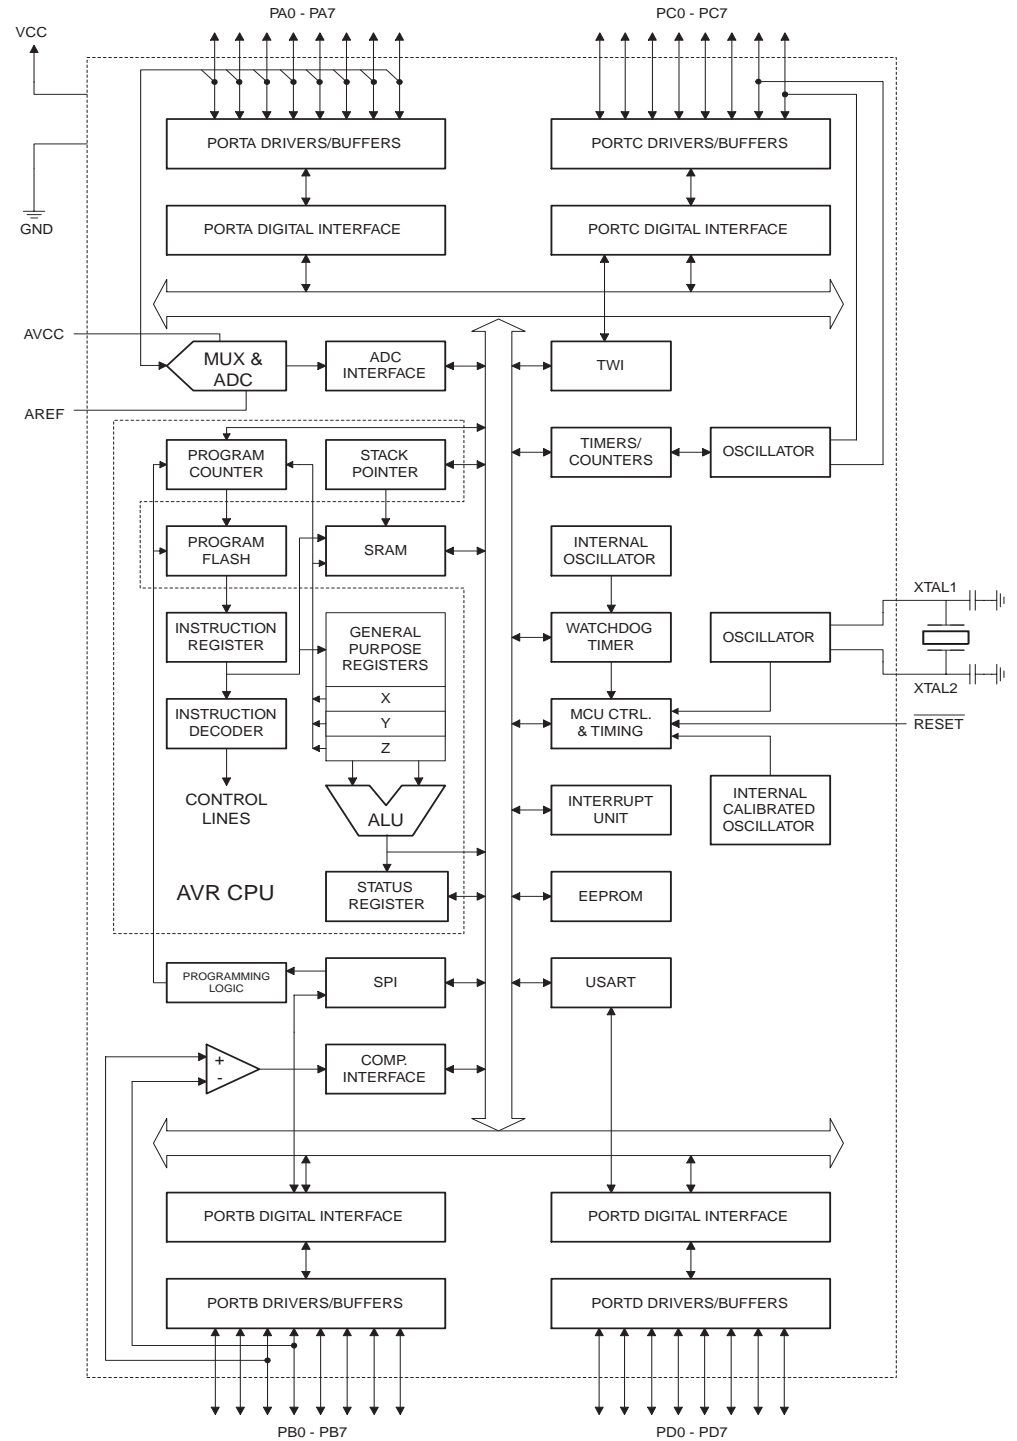 PA0 - PA7
PC0 - PC7
VCC
PORTA DRIVERS/BUFFERS
PORTC DRIVERS/BUFFERS
GND
PORTA DIGITAL INTERFACE
PORTC DIGITAL INTERFACE
AVCC
MUX &
ADC
ADC
INTERFACE
TWI
AREF
PROGRAM
COUNTER
STACK
POINTER
TIMERS/
COUNTERS
OSCILLATOR
PROGRAM
FLASH
SRAM
INTERNAL
OSCILLATOR
XTAL1
INSTRUCTION
REGISTER
GENERAL
PURPOSE
REGISTERS
WATCHDOG
TIMER
OSCILLATOR
XTAL2
X
INSTRUCTION
DECODER
Y
Z
MCU CTRL.
& TIMING
RESET
CONTROL
LINES
ALU
INTERRUPT
UNIT
INTERNAL
CALIBRATED
OSCILLATOR
AVR CPU
STATUS
REGISTER
EEPROM
PROGRAMMING
LOGIC
SPI
USART
+
-
COMP.
INTERFACE
PORTB DIGITAL INTERFACE
PORTD DIGITAL INTERFACE
PORTB DRIVERS/BUFFERS
PORTD DRIVERS/BUFFERS
PB0 - PB7
PD0 - PD7